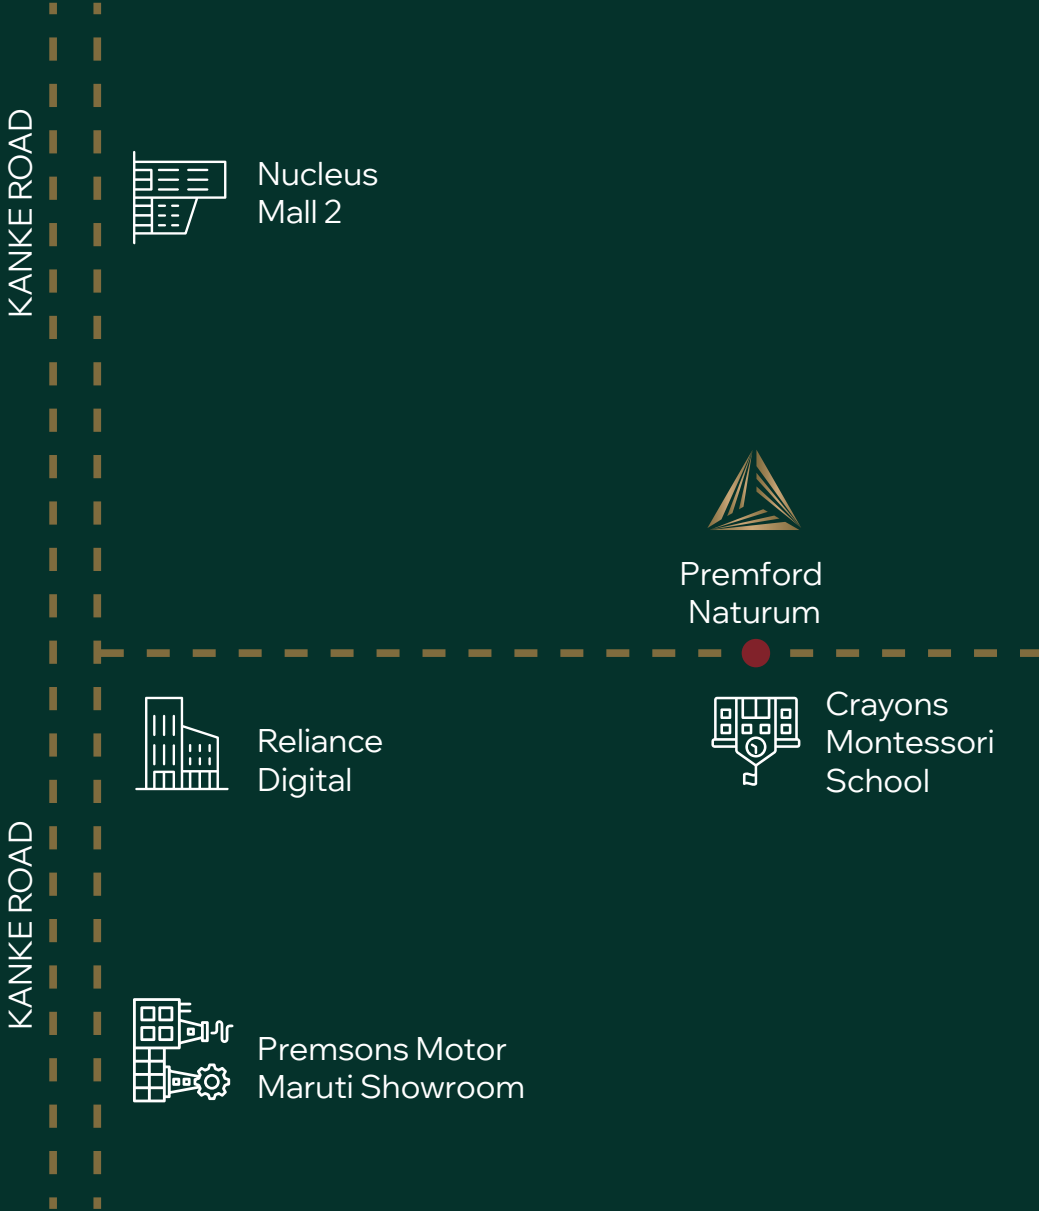 KANKE ROAD
Nucleus
Mall 2
Premford
Naturum
Reliance
Digital
Crayons
Montessori
School
KANKE ROAD
Premsons Motor
Maruti Showroom